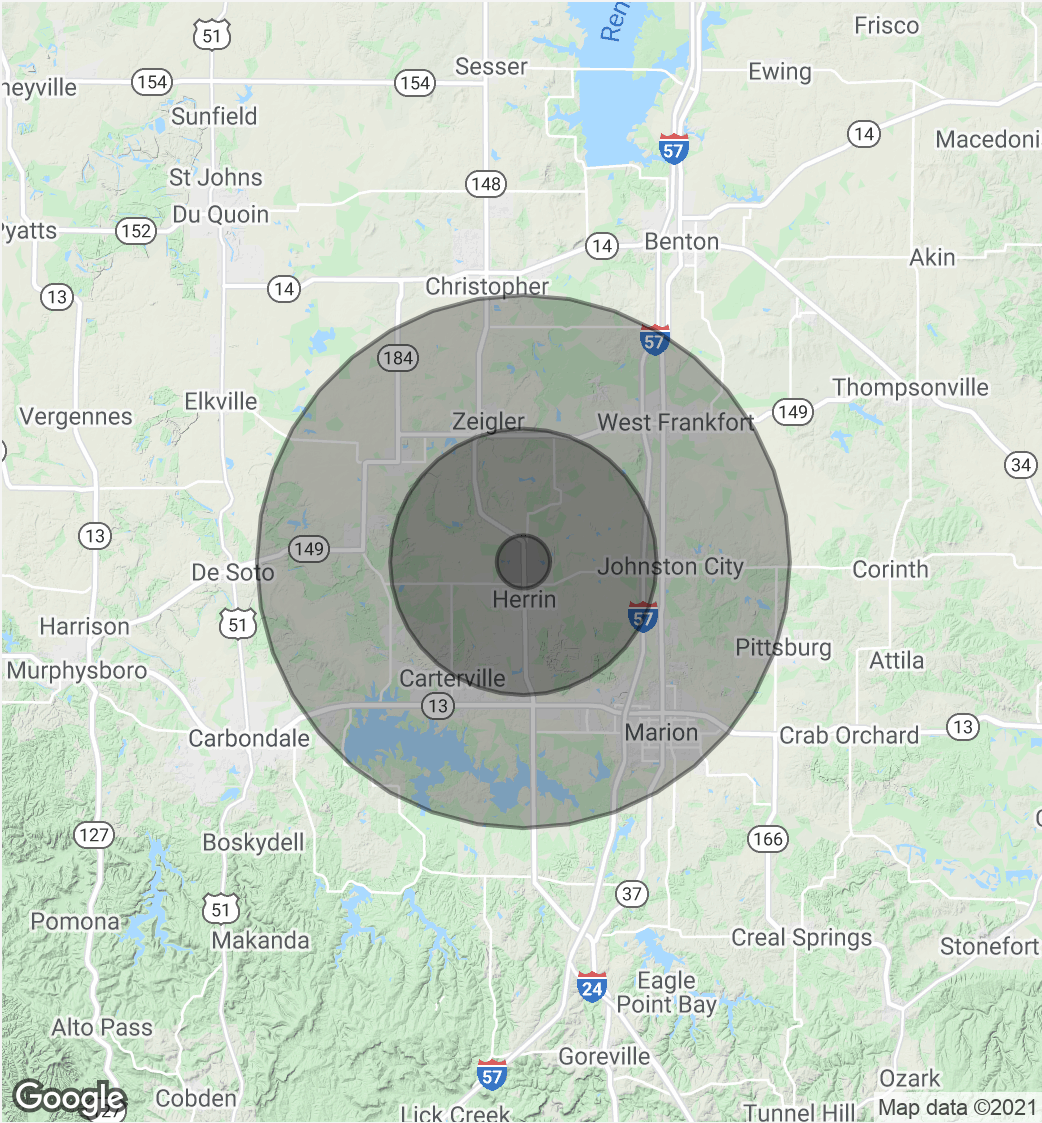 Ren
Frisco
51
Sesser
Ewing
154
154
neyville
Sunfield
14
57
Macedoni
St Johns
148
Du Quoin
Pyatts
152
14
Benton
Akin
14
Christopher
13
57
184
Thompsonville
Elkville
Vergennes
149
Zeigler
West Frankfort
34
13
149
Johnston City
Corinth
De Soto
Herrin
57
51
Harrison
Pittsburg
Attila
Murphysboro
Carterville
13
13
Marion
Crab Orchard
Carbondale
127
166
Boskydell
37
51
Pomona
Creal Springs
Makanda
Stonefort
24
Eagle
Point Bay
Alto Pass
Goreville
57
Ozark
Google
127
Cobden
Lick Creek
Tunnel Hill
Map data ©2021